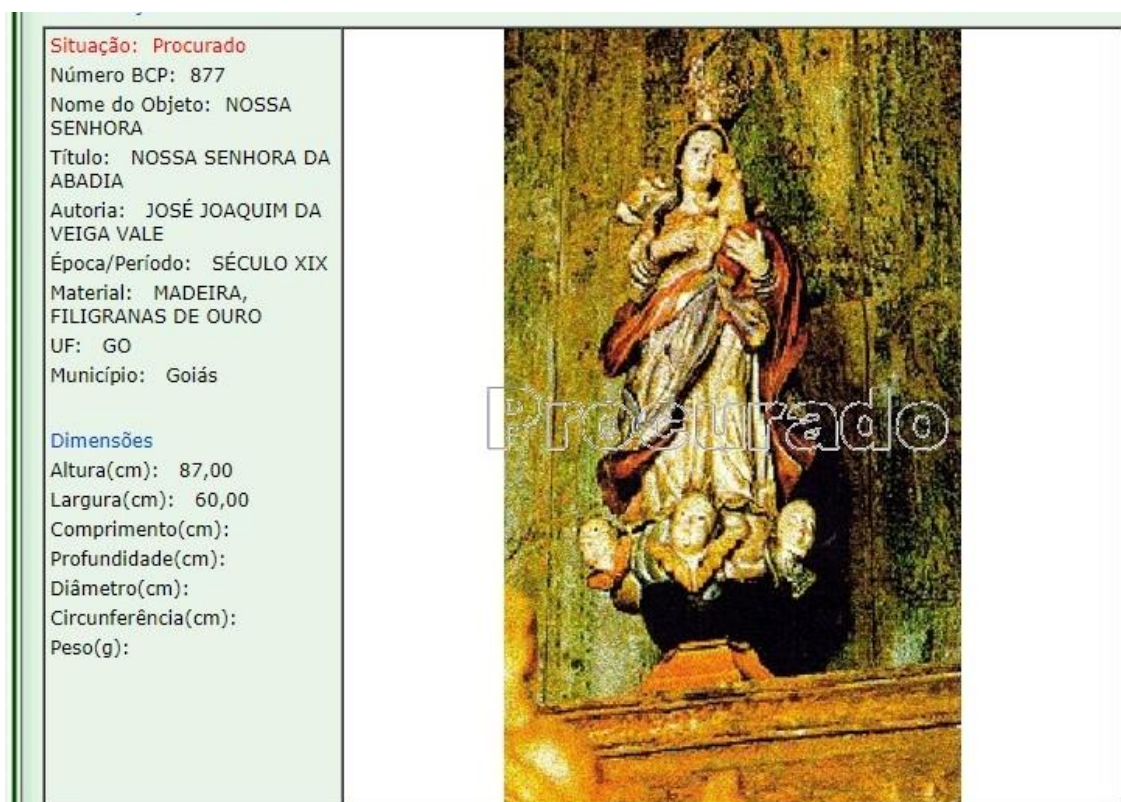 Situação: Procurado
Número BCP: 877
Nome do Objeto: NOSSA
SENHORA
Título: NOSSA SENHORA DA
ABADIA
Autoria: JOSÉ JOAQUIM DA
VEIGA VALE
Época/Período: SÉCULO XIX
Material: MADEIRA,
FILIGRANAS DE OURO
UF: GO
Município: Goiás
Dimensões
Altura(cm): 87,00
Largura(cm): 60,00
Comprimento(cm):
Profundidade(cm):
Diâmetro(cm):
Circunferência(cm):
Peso(g):
Procurado